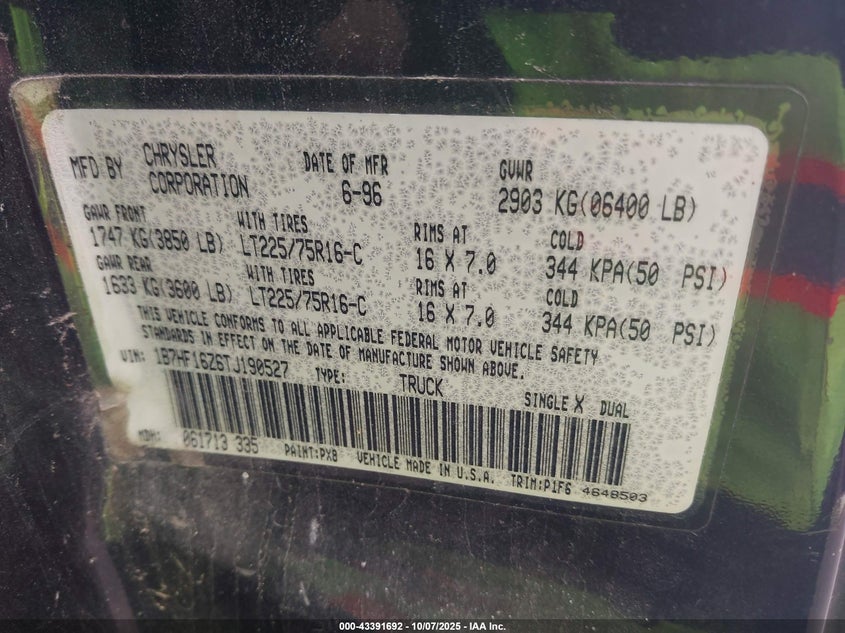 MFD BY CHRYSLER CORPORATION DATE OF MFR 6-96 GVWR 2903 KG(06400 LB)
GAWR FRONT WITH TIRES RIMS AT COLD
1747 KG(3850 LB) LT225/75R16-C 16 X 7.0 344 KPA(50 PSI)
GAWR REAR WITH TIRES RIMS AT COLD
1633 KG(3600 LB) LT225/75R16-C 16 X 7.0 344 KPA(50 PSI)
THIS VEHICLE CONFORMS TO ALL APPLICABLE FEDERAL MOTOR VEHICLE SAFETY
STANDARDS IN EFFECT ON THE DATE OF MANUFACTURE SHOWN ABOVE.
VIN: 1B7HF16Z6TJ190527 TYPE: TRUCK SINGLE X DUAL
MDH: 061713 335 PAINT:PX8 VEHICLE MADE IN U.S.A. TRIM:P1F6 4648503
000-43391692 - 10/07/2025 - IAA Inc.